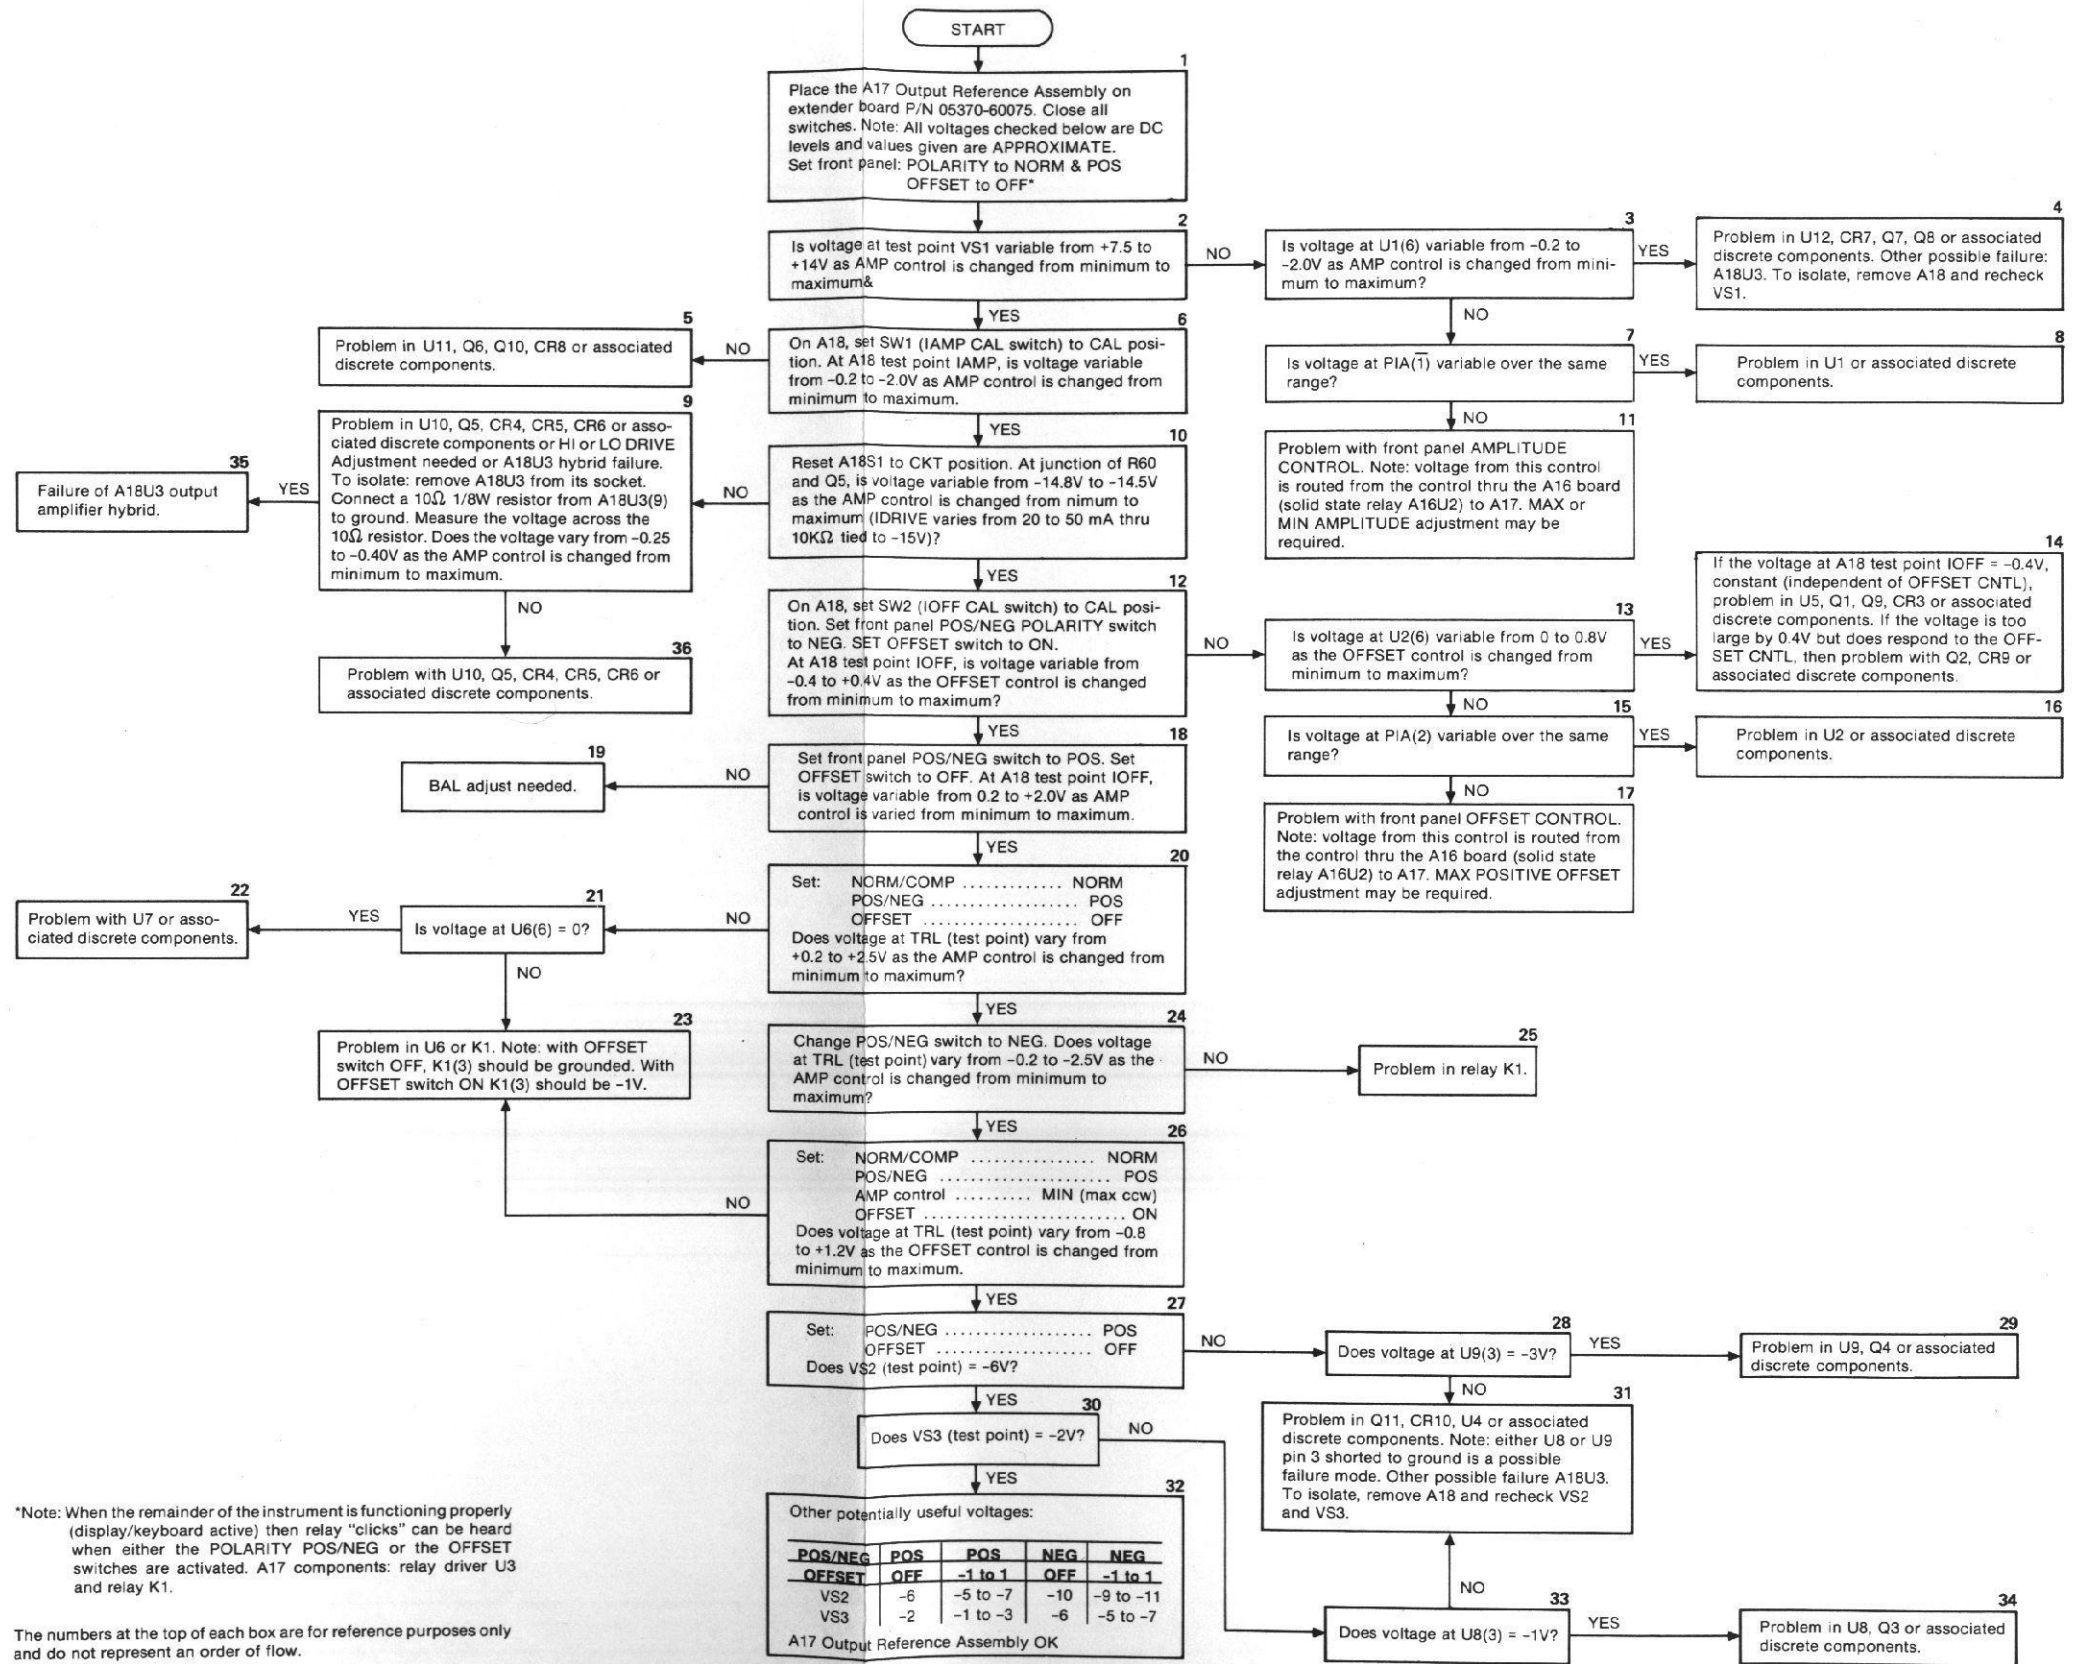 START
1
Place the A17 Output Reference Assembly on
extender board P/N 05370-60075. Close all
switches. Note: All voltages checked below are DC
levels and values given are APPROXIMATE.
Set front panel: POLARITY to NORM & POS
OFFSET to OFF*
2
Is voltage at test point VS1 variable from +7.5 to
+14V as AMP control is changed from minimum to
maximum&
NO
YES
3
Is voltage at U1(6) variable from –0.2 to
–2.0V as AMP control is changed from mini-
mum to maximum?
YES
NO
4
Problem in U12, CR7, Q7, Q8 or associated
discrete components. Other possible failure:
A18U3. To isolate, remove A18 and recheck
VS1.
5
Problem in U11, Q6, Q10, CR8 or associated
discrete components.
NO
6
On A18, set SW1 (IAMP CAL switch) to CAL posi-
tion. At A18 test point IAMP, is voltage variable
from –0.2 to –2.0V as AMP control is changed from
minimum to maximum.
YES
7
Is voltage at PIA(1̅) variable over the same
range?
YES
NO
8
Problem in U1 or associated discrete
components.
9
Problem in U10, Q5, CR4, CR5, CR6 or asso-
ciated discrete components or HI or LO DRIVE
Adjustment needed or A18U3 hybrid failure.
To isolate: remove A18U3 from its socket.
Connect a 10Ω 1/8W resistor from A18U3(9)
to ground. Measure the voltage across the
10Ω resistor. Does the voltage vary from –0.25
to –0.40V as the AMP control is changed from
minimum to maximum.
YES
NO
35
Failure of A18U3 output
amplifier hybrid.
NO
10
Reset A18S1 to CKT position. At junction of R60
and Q5, is voltage variable from –14.8V to –14.5V
as the AMP control is changed from nimum to
maximum (IDRIVE varies from 20 to 50 mA thru
10KΩ tied to –15V)?
YES
11
Problem with front panel AMPLITUDE
CONTROL. Note: voltage from this control
is routed from the control thru the A16 board
(solid state relay A16U2) to A17. MAX or
MIN AMPLITUDE adjustment may be
required.
36
Problem with U10, Q5, CR4, CR5, CR6 or
associated discrete components.
12
On A18, set SW2 (IOFF CAL switch) to CAL posi-
tion. Set front panel POS/NEG POLARITY switch
to NEG. SET OFFSET switch to ON.
At A18 test point IOFF, is voltage variable from
–0.4 to +0.4V as the OFFSET control is changed
from minimum to maximum?
NO
YES
13
Is voltage at U2(6) variable from 0 to 0.8V
as the OFFSET control is changed from
minimum to maximum?
YES
NO
14
If the voltage at A18 test point IOFF = –0.4V,
constant (independent of OFFSET CNTL),
problem in U5, Q1, Q9, CR3 or associated
discrete components. If the voltage is too
large by 0.4V but does respond to the OFF-
SET CNTL, then problem with Q2, CR9 or
associated discrete components.
15
Is voltage at PIA(2) variable over the same
range?
YES
NO
16
Problem in U2 or associated discrete
components.
17
Problem with front panel OFFSET CONTROL.
Note: voltage from this control is routed from
the control thru the A16 board (solid state
relay A16U2) to A17. MAX POSITIVE OFFSET
adjustment may be required.
18
Set front panel POS/NEG switch to POS. Set
OFFSET switch to OFF. At A18 test point IOFF,
is voltage variable from 0.2 to +2.0V as AMP
control is varied from minimum to maximum.
NO
YES
19
BAL adjust needed.
20
Set: NORM/COMP ............. NORM
POS/NEG ................... POS
OFFSET .................... OFF
Does voltage at TRL (test point) vary from
+0.2 to +2.5V as the AMP control is changed from
minimum to maximum?
NO
YES
21
Is voltage at U6(6) = 0?
YES
NO
22
Problem with U7 or asso-
ciated discrete components.
23
Problem in U6 or K1. Note: with OFFSET
switch OFF, K1(3) should be grounded. With
OFFSET switch ON K1(3) should be –1V.
24
Change POS/NEG switch to NEG. Does voltage
at TRL (test point) vary from –0.2 to –2.5V as the
AMP control is changed from minimum to
maximum?
NO
YES
25
Problem in relay K1.
26
Set: NORM/COMP ................ NORM
POS/NEG ...................... POS
AMP control .......... MIN (max ccw)
OFFSET .......................... ON
Does voltage at TRL (test point) vary from –0.8
to +1.2V as the OFFSET control is changed from
minimum to maximum.
NO
YES
27
Set: POS/NEG ................... POS
OFFSET .................... OFF
Does VS2 (test point) = –6V?
NO
YES
28
Does voltage at U9(3) = –3V?
YES
NO
29
Problem in U9, Q4 or associated
discrete components.
30
Does VS3 (test point) = –2V?
NO
YES
31
Problem in Q11, CR10, U4 or associated
discrete components. Note: either U8 or U9
pin 3 shorted to ground is a possible
failure mode. Other possible failure A18U3.
To isolate, remove A18 and recheck VS2
and VS3.
32
Other potentially useful voltages:
POS/NEG POS POS NEG NEG
OFFSET OFF –1 to 1 OFF –1 to 1
VS2 –6 –5 to –7 –10 –9 to –11
VS3 –2 –1 to –3 –6 –5 to –7
A17 Output Reference Assembly OK
NO
33
Does voltage at U8(3) = –1V?
YES
34
Problem in U8, Q3 or associated
discrete components.
*Note: When the remainder of the instrument is functioning properly
(display/keyboard active) then relay "clicks" can be heard
when either the POLARITY POS/NEG or the OFFSET
switches are activated. A17 components: relay driver U3
and relay K1.
The numbers at the top of each box are for reference purposes only
and do not represent an order of flow.